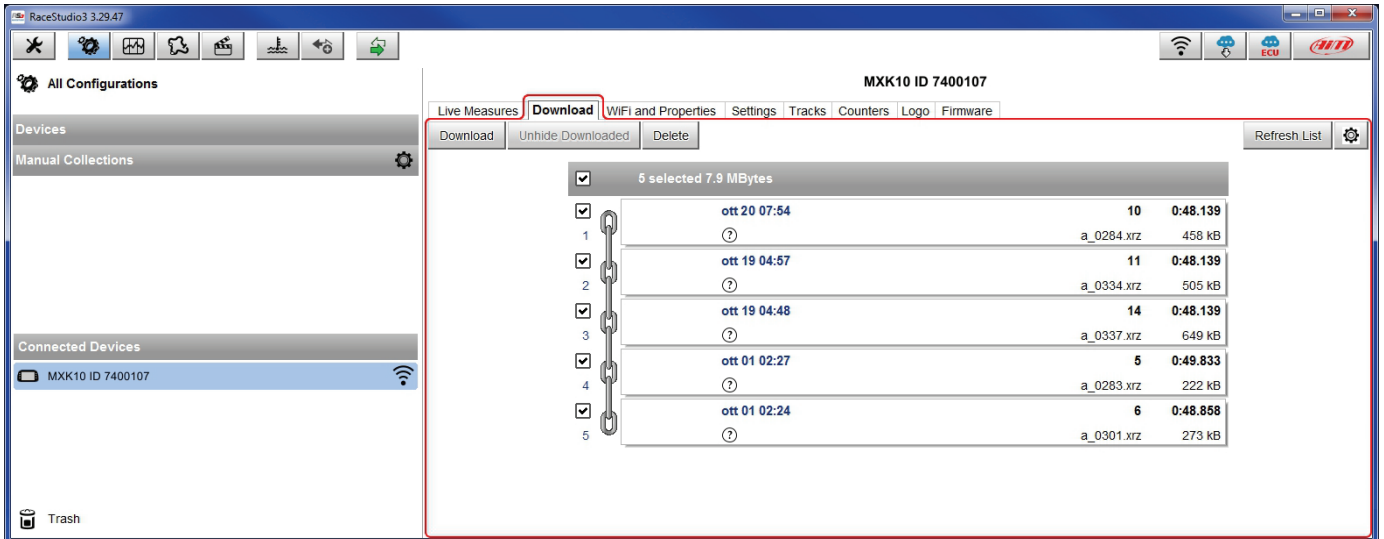 RaceStudio3 3.29.47
ECU
AiM
All Configurations
MXK10 ID 7400107
Live Measures Download WiFi and Properties Settings Tracks Counters Logo Firmware
Devices
Download Unhide Downloaded Delete Refresh List
Manual Collections
5 selected 7.9 MBytes
ott 20 07:54 10 0:48.139
1 ? a_0284.xrz 458 kB
ott 19 04:57 11 0:48.139
2 ? a_0334.xrz 505 kB
ott 19 04:48 14 0:48.139
3 ? a_0337.xrz 649 kB
Connected Devices
MXK10 ID 7400107
ott 01 02:27 5 0:49.833
4 ? a_0283.xrz 222 kB
ott 01 02:24 6 0:48.858
5 ? a_0301.xrz 273 kB
Trash